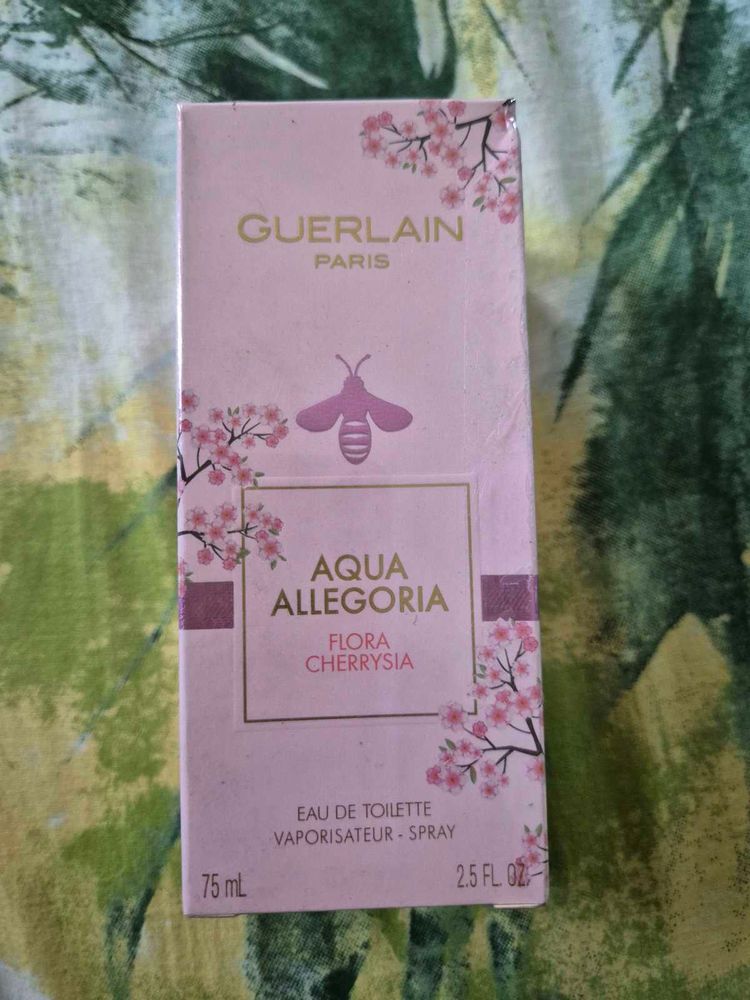 GUERLAIN
PARIS
AQUA
ALLEGORIA
FLORA
CHERRYSIA
EAU DE TOILETTE
VAPORISATEUR - SPRAY
75 mL 2.5 FL. OZ.